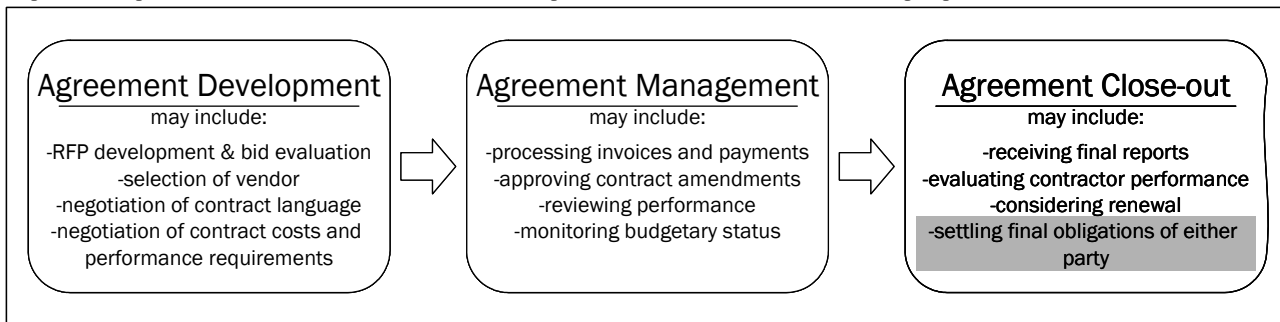 Agreement Development
may include:
-RFP development & bid evaluation
-selection of vendor
-negotiation of contract language
-negotiation of contract costs and
performance requirements
Agreement Management
may include:
-processing invoices and payments
-approving contract amendments
-reviewing performance
-monitoring budgetary status
Agreement Close-out
may include:
-receiving final reports
-evaluating contractor performance
-considering renewal
-settling final obligations of either
party